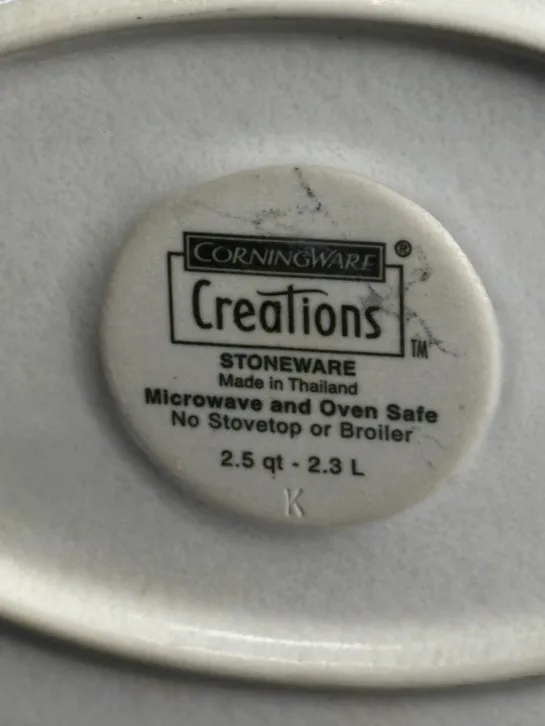 CORNINGWARE ®
Creations ™
STONEWARE
Made in Thailand
Microwave and Oven Safe
No Stovetop or Broiler
2.5 qt - 2.3 L
K